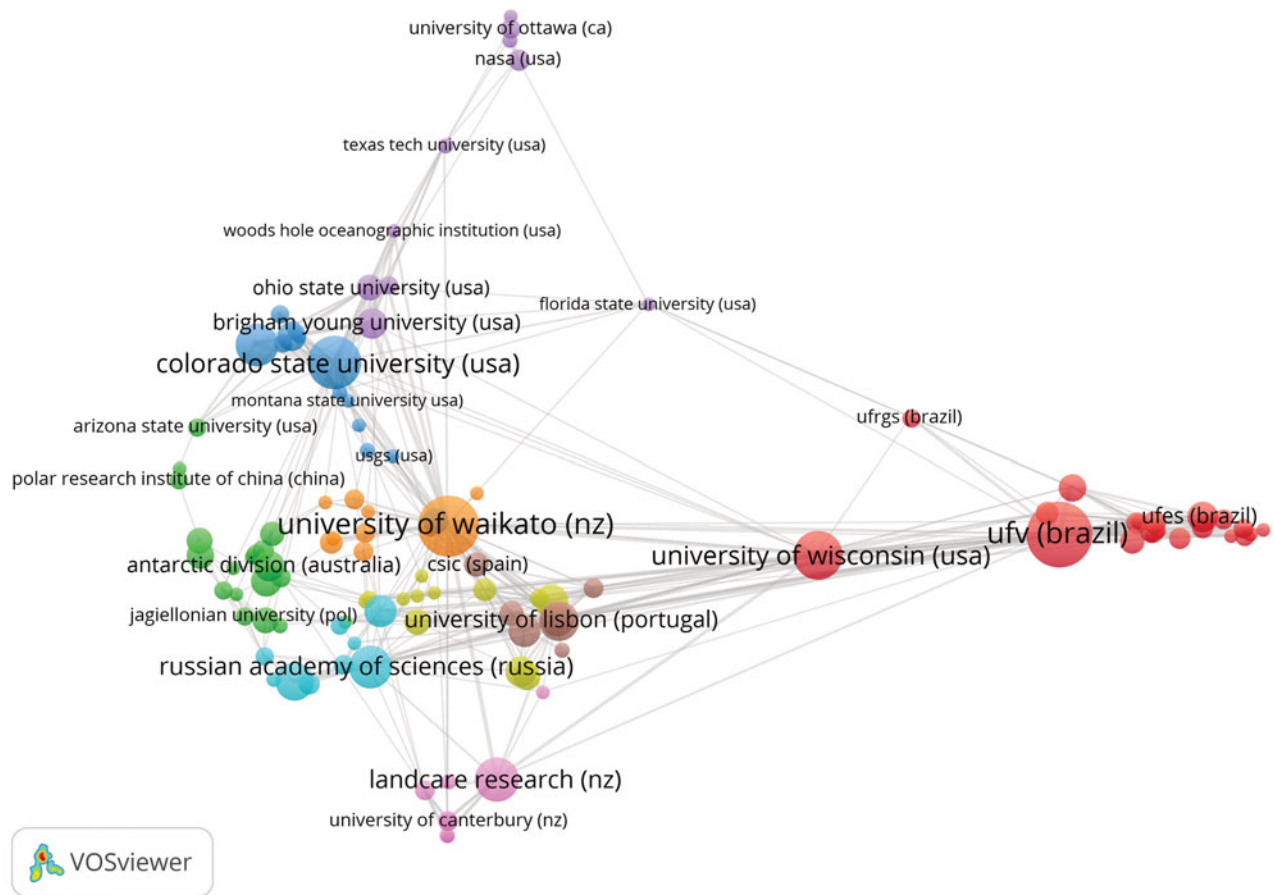 university of ottawa (ca)
nasa (usa)
texas tech university (usa)
woods hole oceanographic institution (usa)
ohio state university (usa)
florida state university (usa)
brigham young university (usa)
colorado state university (usa)
montana state university usa)
arizona state university (usa)
ufrgs (brazil)
usgs (usa)
polar research institute of china (china)
university of waikato (nz)
ufes (brazil)
ufv (brazil)
university of wisconsin (usa)
antarctic division (australia)
csic (spain)
jagiellonian university (pol)
university of lisbon (portugal)
russian academy of sciences (russia)
landcare research (nz)
university of canterbury (nz)
VOSviewer